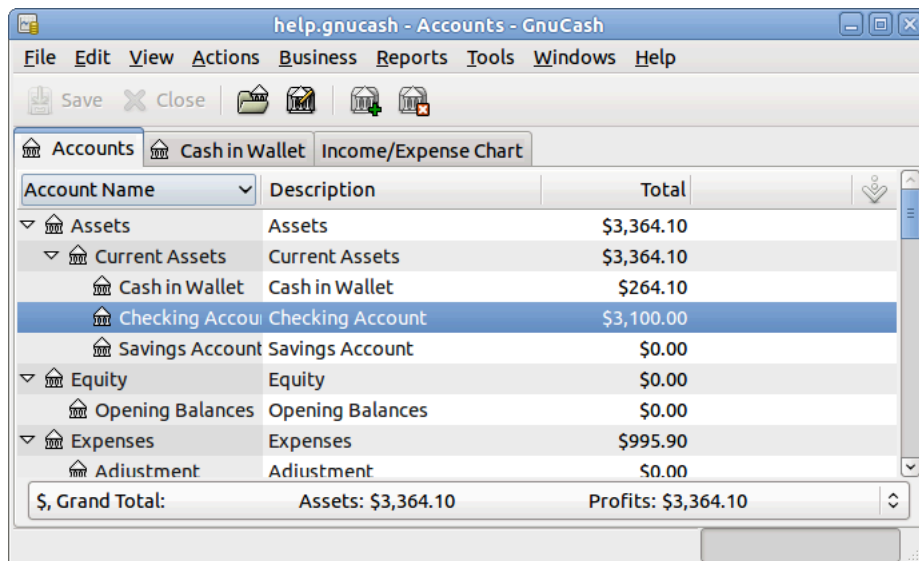 help.gnucash - Accounts - GnuCash
File Edit View Actions Business Reports Tools Windows Help
Save Close
Accounts Cash in Wallet Income/Expense Chart
Account Name Description Total
Assets Assets $3,364.10
Current Assets Current Assets $3,364.10
Cash in Wallet Cash in Wallet $264.10
Checking Accou Checking Account $3,100.00
Savings Account Savings Account $0.00
Equity Equity $0.00
Opening Balances Opening Balances $0.00
Expenses Expenses $995.90
Adjustment Adjustment $0.00
$, Grand Total: Assets: $3,364.10 Profits: $3,364.10